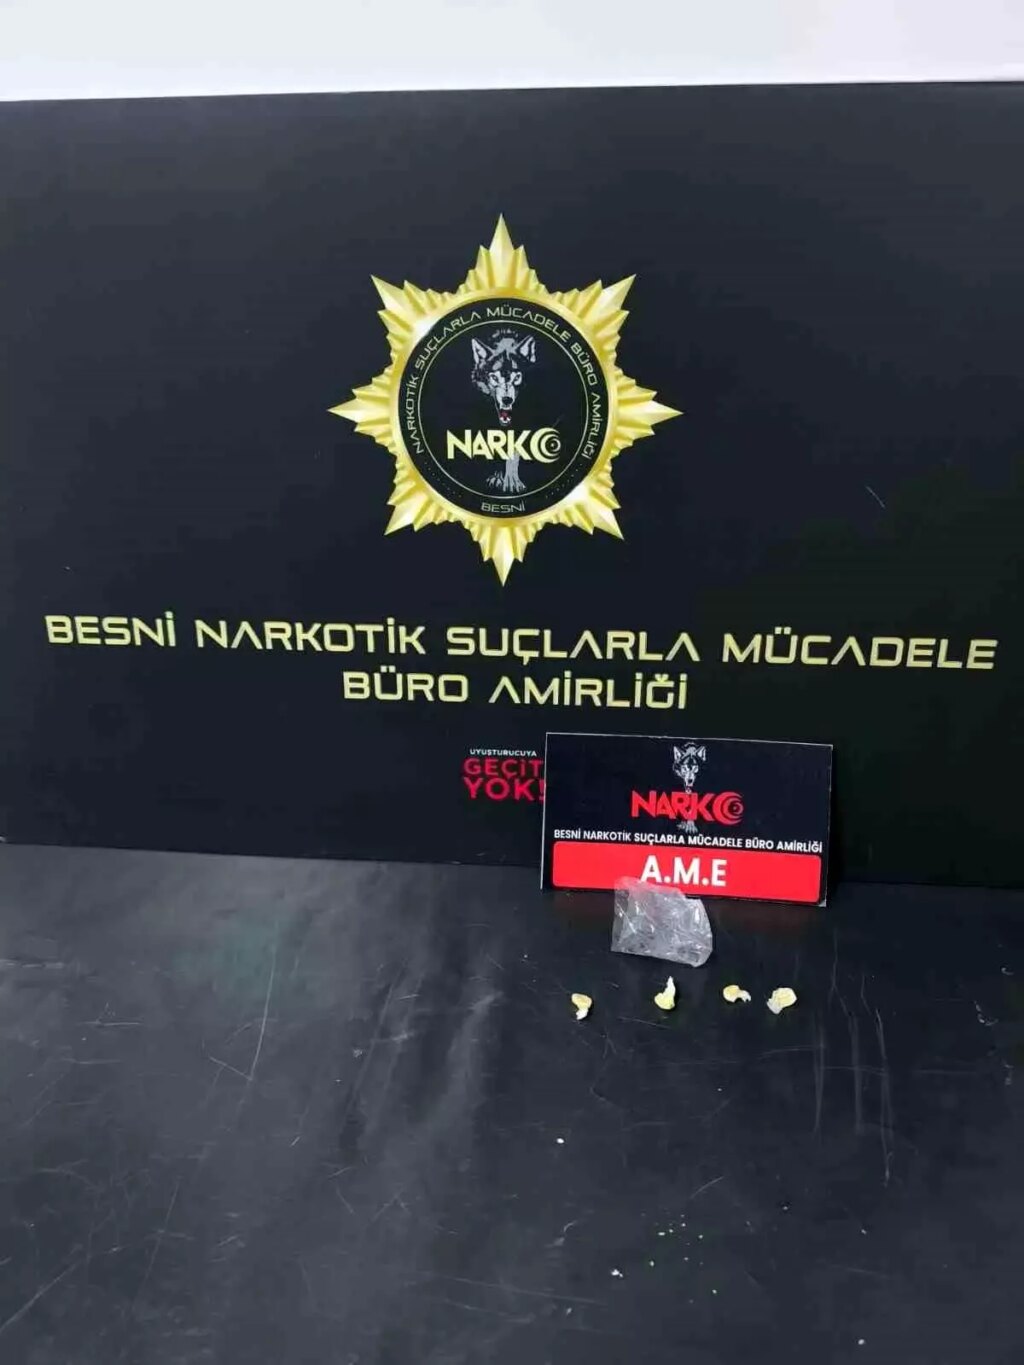 NARKOTİK SUÇLARLA MÜCADELE BÜRO AMİRLİĞİ
NARKO
BESNİ
BESNİ NARKOTİK SUÇLARLA MÜCADELE
BÜRO AMİRLİĞİ
UYUŞTURUCUYA
GEÇİT
YOK!
NARKO
BESNİ NARKOTİK SUÇLARLA MÜCADELE BÜRO AMİRLİĞİ
A.M.E